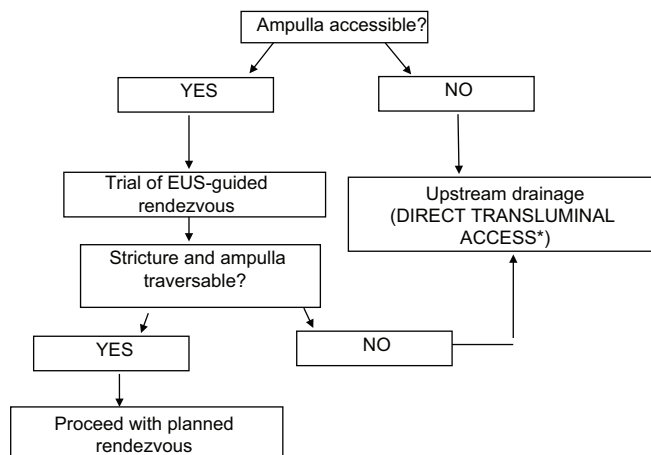 Ampulla accessible?
YES
NO
Trial of EUS-guided
rendezvous
Upstream drainage
(DIRECT TRANSLUMINAL
ACCESS*)
Stricture and ampulla
traversable?
YES
NO
Proceed with planned
rendezvous